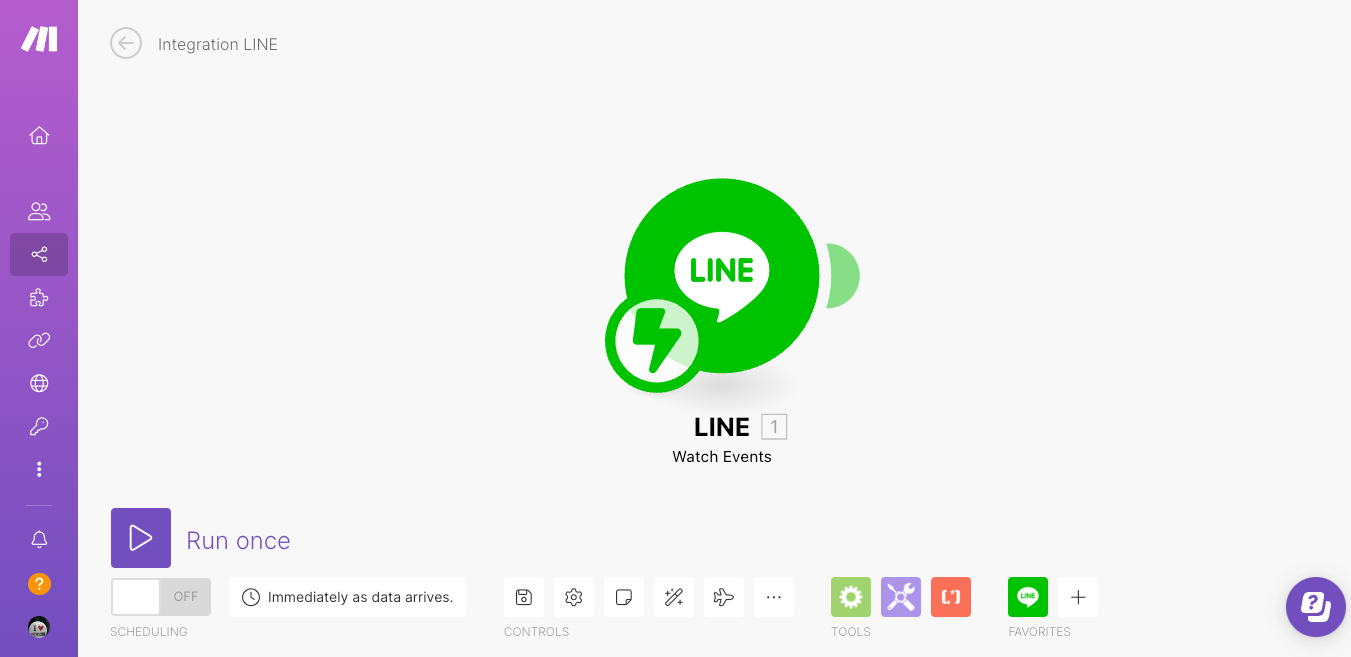 Integration LINE
LINE
LINE 1
Watch Events
Run once
OFF
Immediately as data arrives.
LINE
SCHEDULING
CONTROLS
TOOLS
FAVORITES